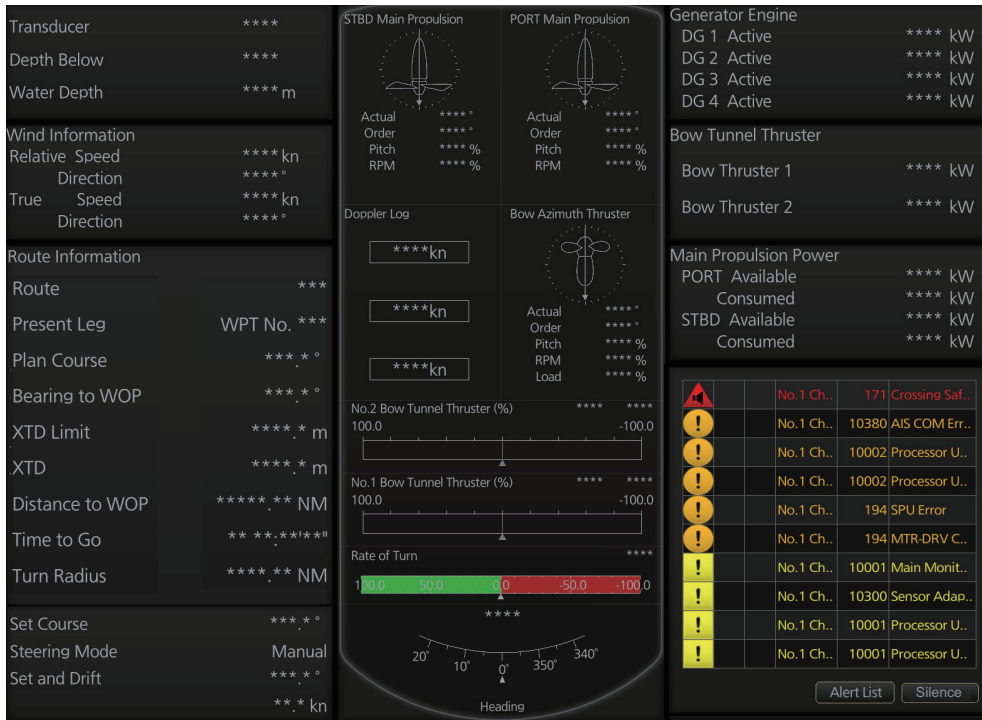 Transducer ****
Depth Below ****
Water Depth **** m
Wind Information
Relative Speed **** kn
Direction **** °
True Speed **** kn
Direction **** °
Route Information
Route ***
Present Leg WPT No. ***
Plan Course ***.* °
Bearing to WOP ***.* °
XTD Limit ****.* m
XTD ****.* m
Distance to WOP *****.** NM
Time to Go ** **:**'**"
Turn Radius ****.** NM
Set Course ***.* °
Steering Mode Manual
Set and Drift ***.* °
**.* kn
STBD Main Propulsion
Actual **** °
Order **** °
Pitch **** %
RPM **** %
PORT Main Propulsion
Actual **** °
Order **** °
Pitch **** %
RPM **** %
Doppler Log
****kn
****kn
****kn
Bow Azimuth Thruster
Actual **** °
Order **** °
Pitch **** %
RPM **** %
Load **** %
No.2 Bow Tunnel Thruster (%) **** ****
100.0 -100.0
No.1 Bow Tunnel Thruster (%) **** ****
100.0 -100.0
Rate of Turn ****
100.0 50.0 0.0 -50.0 -100.0
****
20° 10° 0° 350° 340°
Heading
Generator Engine
DG 1 Active **** kW
DG 2 Active **** kW
DG 3 Active **** kW
DG 4 Active **** kW
Bow Tunnel Thruster
Bow Thruster 1 **** kW
Bow Thruster 2 **** kW
Main Propulsion Power
PORT Available **** kW
Consumed **** kW
STBD Available **** kW
Consumed **** kW
No.1 Ch.. 171 Crossing Saf..
! No.1 Ch.. 10380 AIS COM Err..
! No.1 Ch.. 10002 Processor U..
! No.1 Ch.. 10002 Processor U..
! No.1 Ch.. 194 SPU Error
! No.1 Ch.. 194 MTR-DRV C..
! No.1 Ch.. 10001 Main Monit..
! No.1 Ch.. 10300 Sensor Adap..
! No.1 Ch.. 10001 Processor U..
! No.1 Ch.. 10001 Processor U..
Alert List Silence